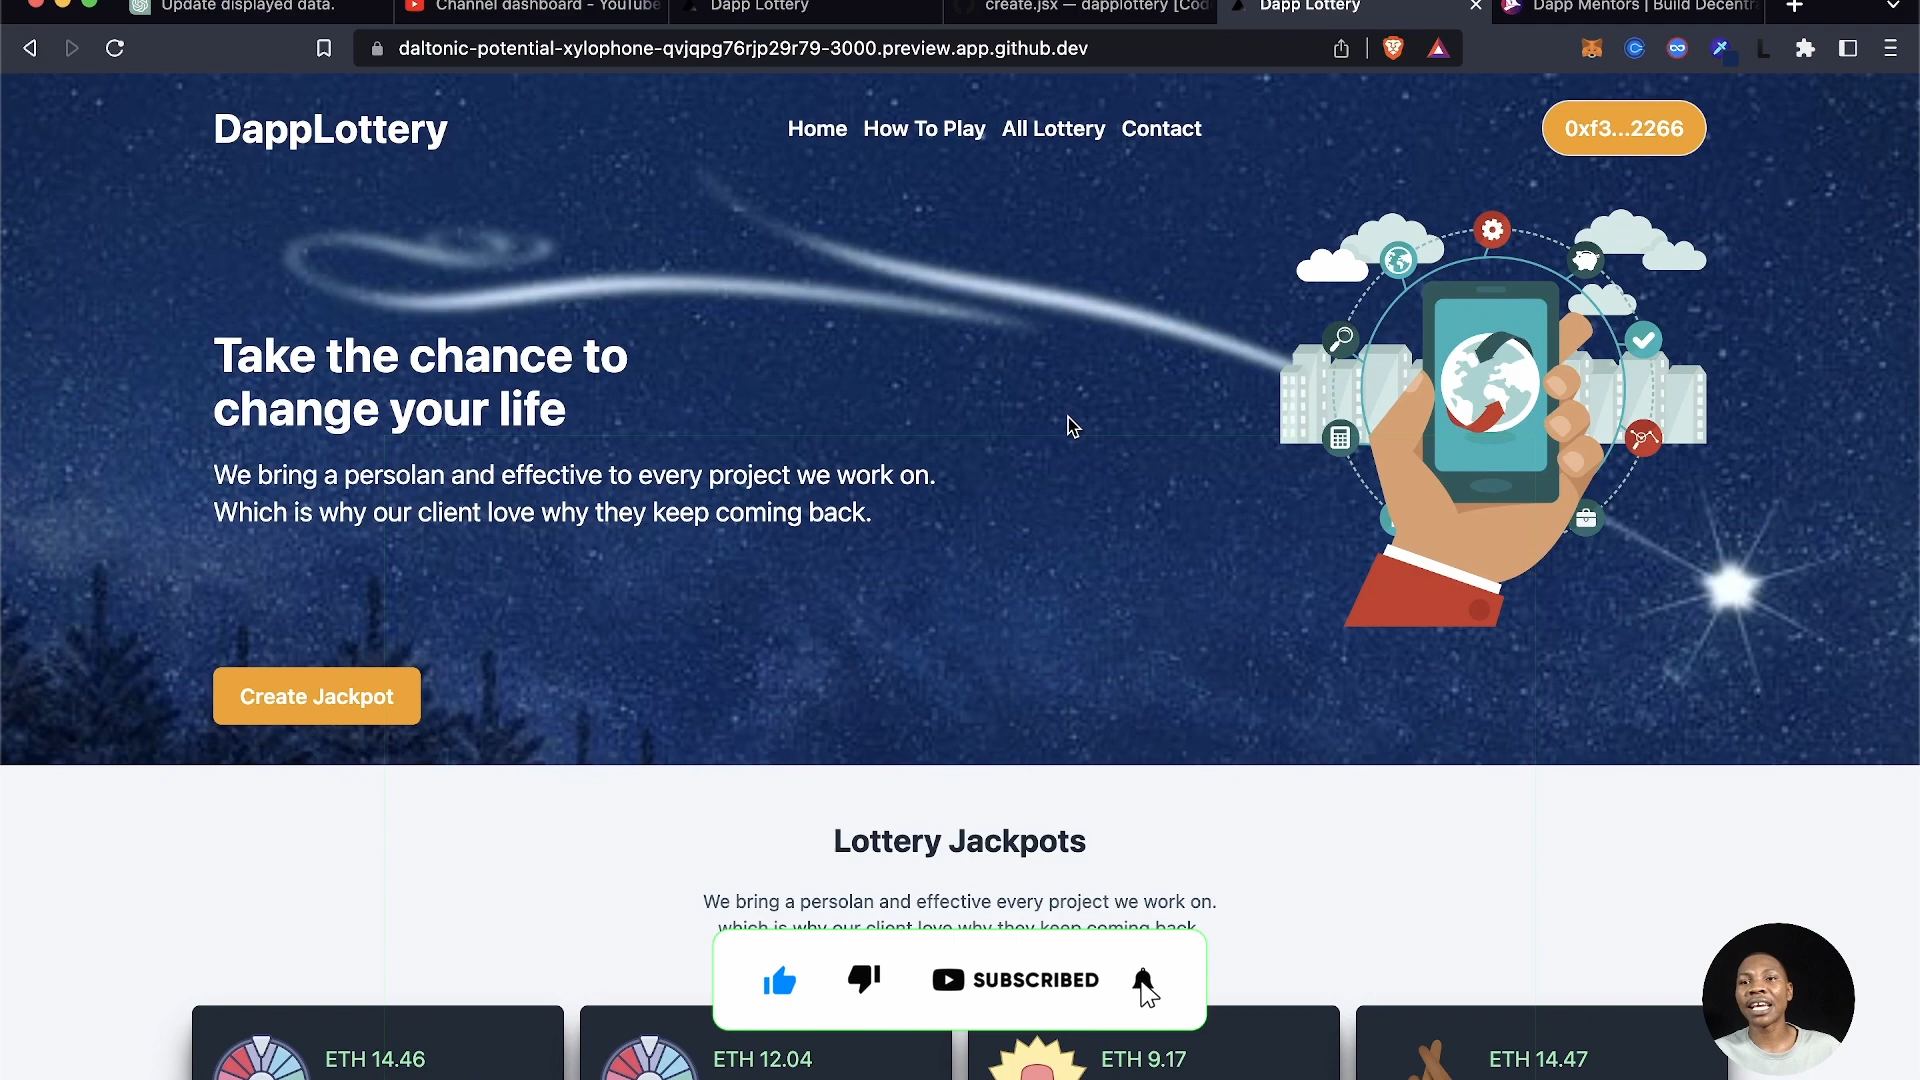 Update displayed data.
Channel dashboard - YouTube
Dapp Lottery
create.jsx — dapplottery [Cod
Dapp Lottery
Dapp Mentors | Build Decentr
daltonic-potential-xylophone-qvjqpg76rjp29r79-3000.preview.app.github.dev
DappLottery
Home How To Play All Lottery Contact
0xf3...2266
Take the chance to
change your life
We bring a persolan and effective to every project we work on.
Which is why our client love why they keep coming back.
Create Jackpot
Lottery Jackpots
We bring a persolan and effective every project we work on.
which is why our client love why they keep coming back.
SUBSCRIBED
ETH 14.46
ETH 12.04
ETH 9.17
ETH 14.47